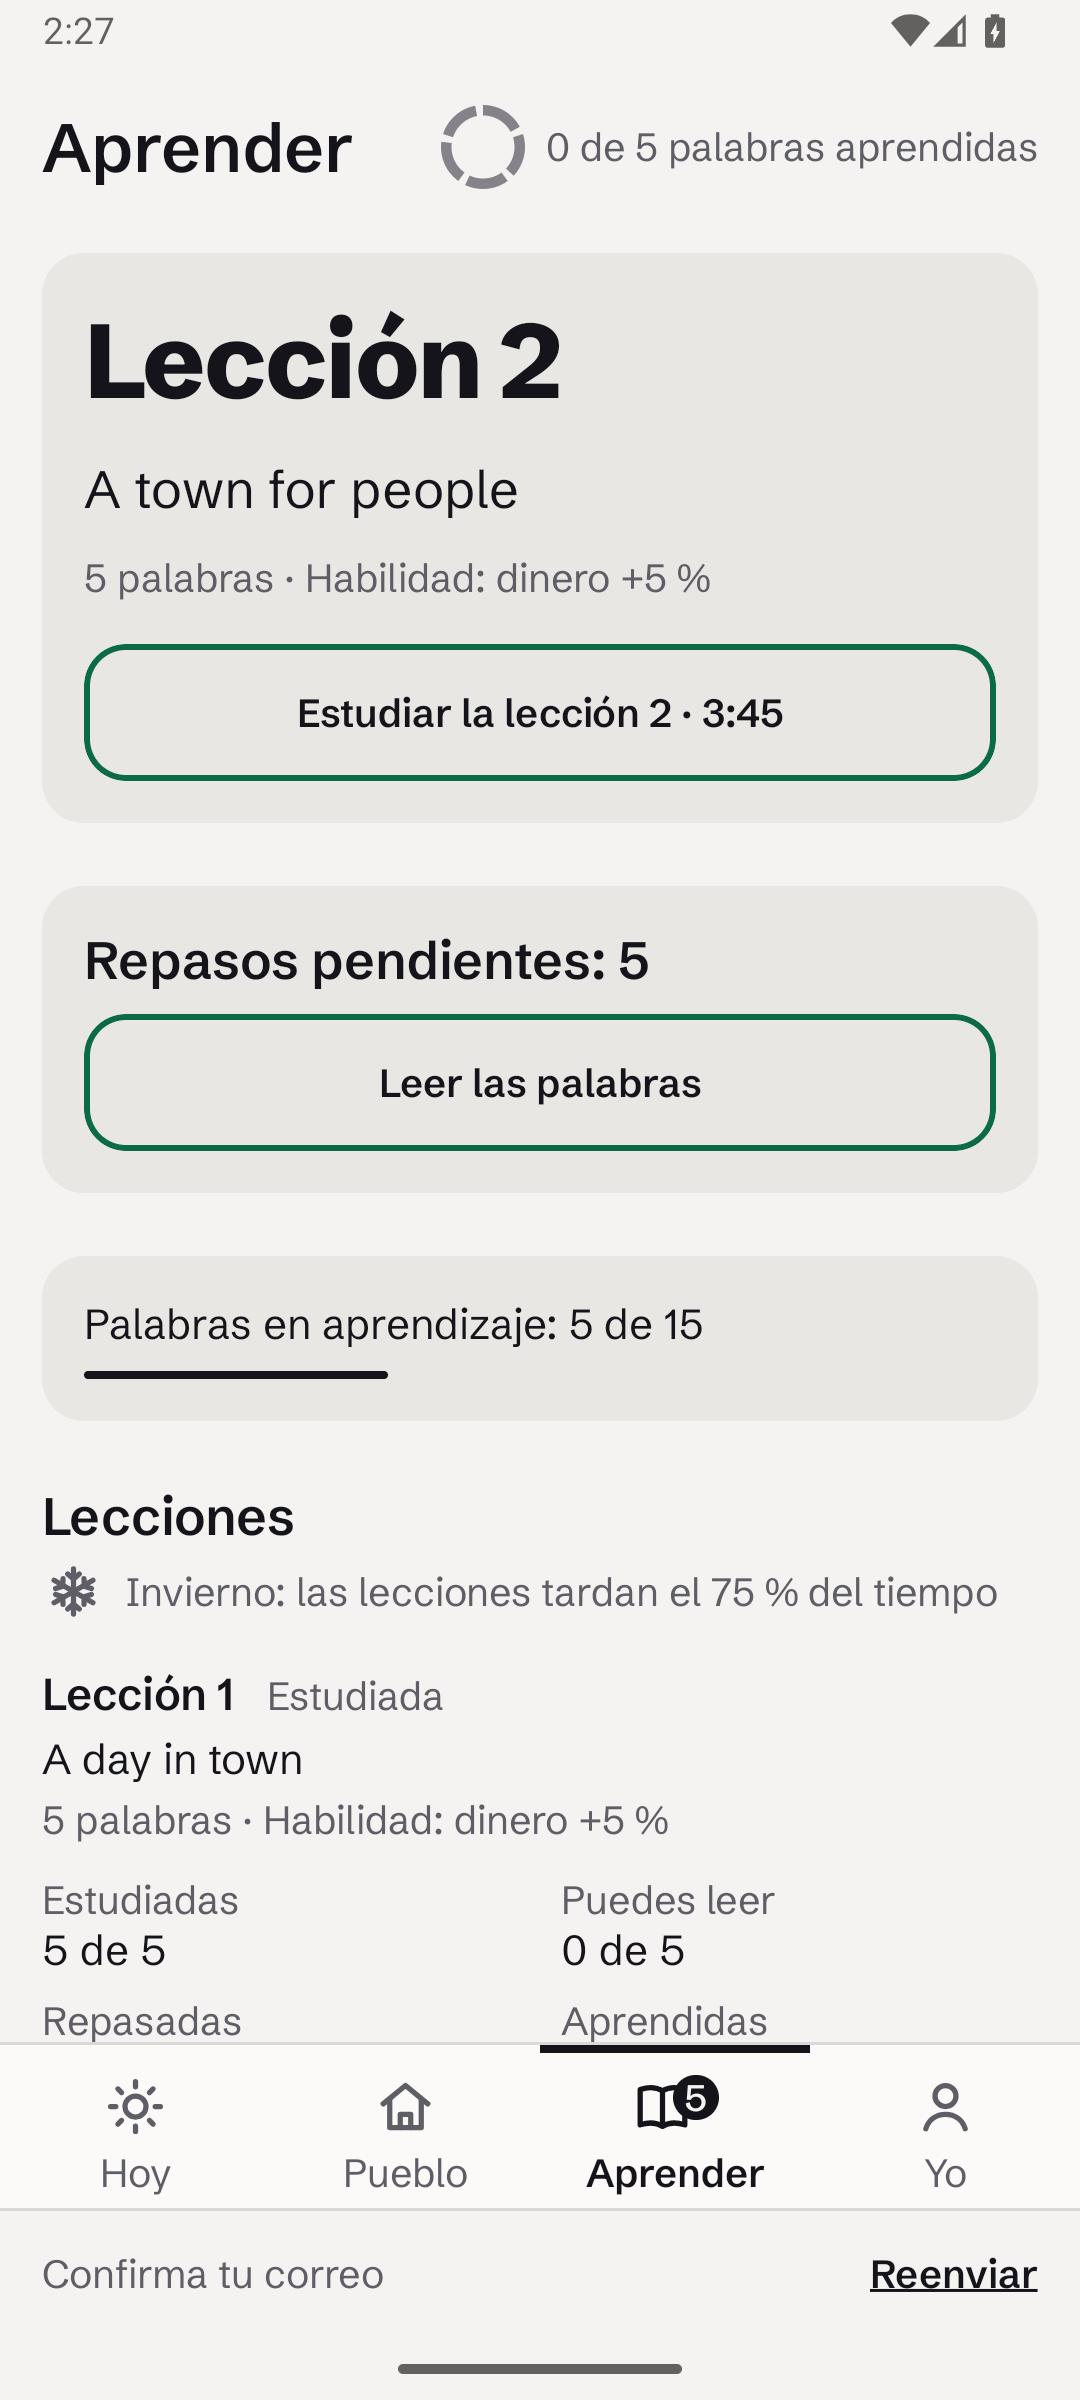 2:27
Aprender
0 de 5 palabras aprendidas
Lección 2
A town for people
5 palabras · Habilidad: dinero +5 %
Estudiar la lección 2 · 3:45
Repasos pendientes: 5
Leer las palabras
Palabras en aprendizaje: 5 de 15
Lecciones
Invierno: las lecciones tardan el 75 % del tiempo
Lección 1 Estudiada
A day in town
5 palabras · Habilidad: dinero +5 %
Estudiadas Puedes leer
5 de 5 0 de 5
Repasadas Aprendidas
5
Hoy Pueblo Aprender Yo
Confirma tu correo Reenviar